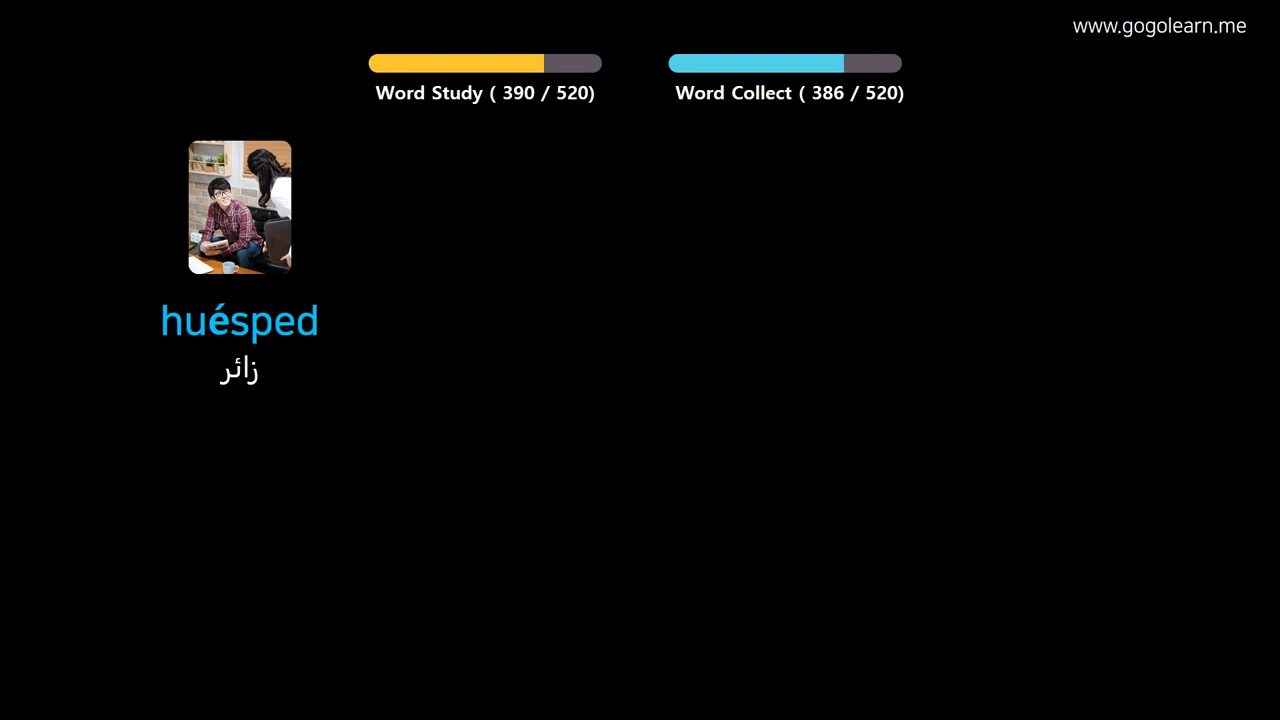 www.gogolearn.me
Word Study ( 390 / 520)
Word Collect ( 386 / 520)
huésped
زائر